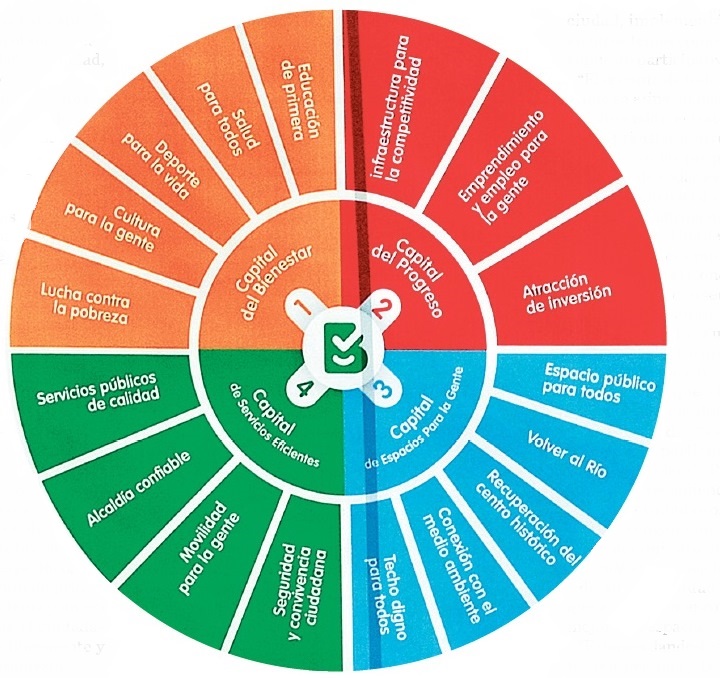 Educación
de primera
Salud
para todos
Deporte
para la vida
Cultura
para la gente
Lucha contra
la pobreza
Capital
del Bienestar
1
infraestructura para
la competitividad
Emprendimiento
y empleo para
la gente
Atracción
de inversión
Capital
del Progreso
2
Espacio público
para todos
Volver al Río
Recuperación del
centro histórico
Conexión con el
medio ambiente
Techo digno
para todos
Capital
de Espacios Para la Gente
3
Servicios públicos
de calidad
Alcaldía confiable
Movilidad
para la gente
Seguridad
y convivencia
ciudadana
Capital
de Servicios Eficientes
4
B